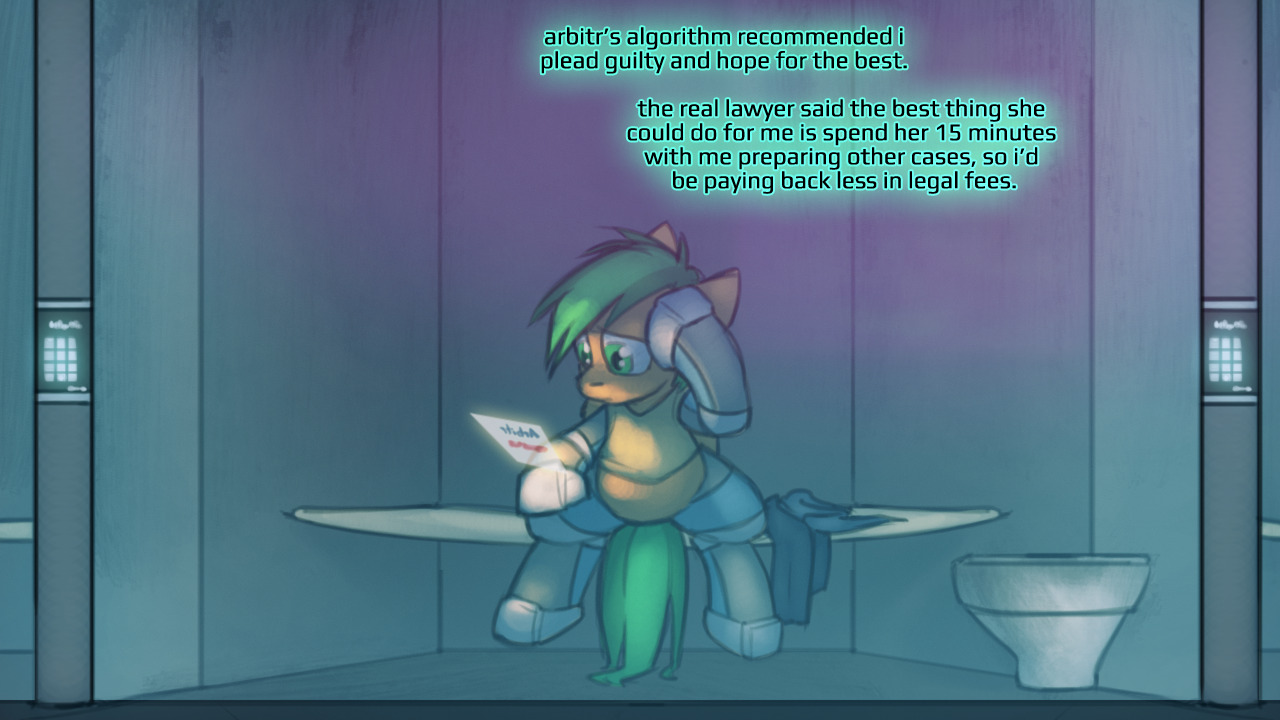 arbitr's algorithm recommended i
plead guilty and hope for the best.
the real lawyer said the best thing she
could do for me is spend her 15 minutes
with me preparing other cases, so i'd
be paying back less in legal fees.
Arbitr